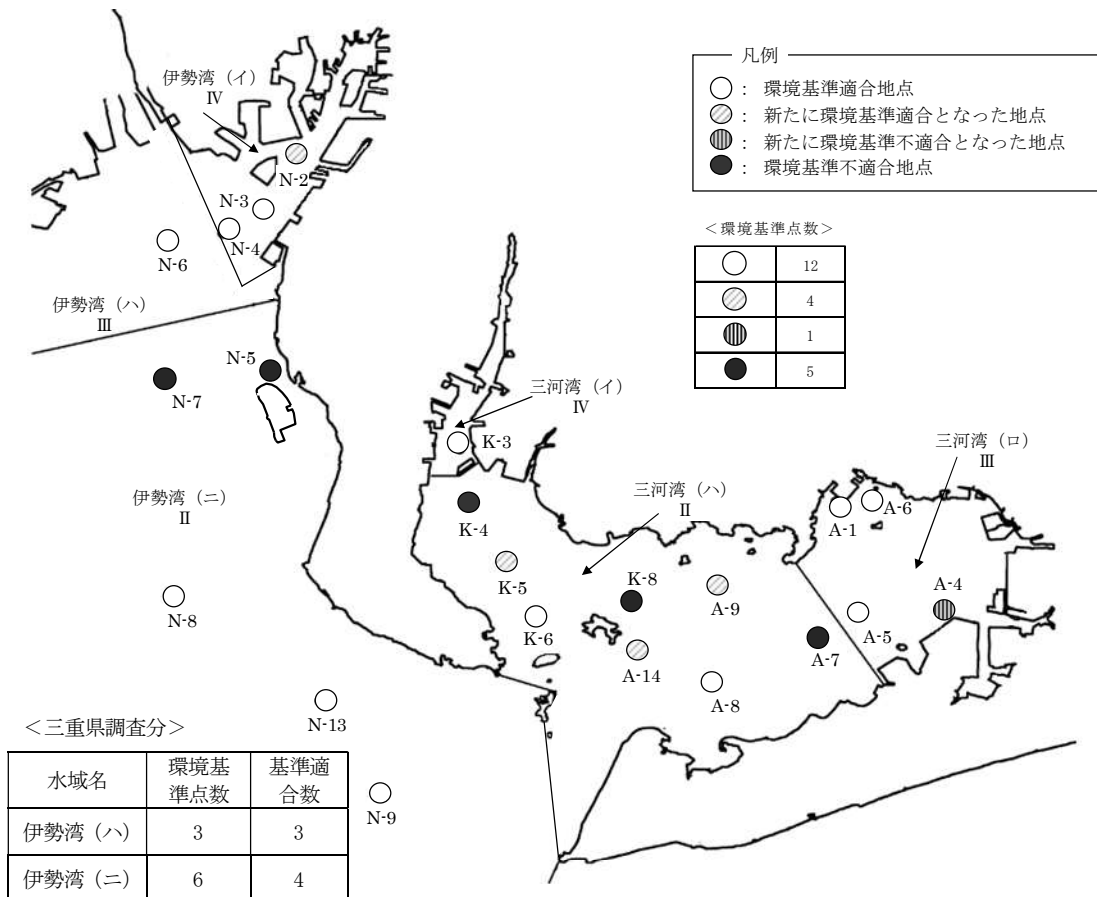 伊勢湾（イ）
Ⅳ
N-2
N-3
N-4
N-6
伊勢湾（ハ）
Ⅲ
N-5
N-7
伊勢湾（ニ）
Ⅱ
N-8
N-13
N-9
凡例
： 環境基準適合地点
： 新たに環境基準適合となった地点
： 新たに環境基準不適合となった地点
： 環境基準不適合地点
＜環境基準点数＞
12
4
1
5
三河湾（イ）
Ⅳ
K-3
三河湾（ロ）
Ⅲ
三河湾（ハ）
Ⅱ
K-4
K-5
K-6
K-8
A-1
A-6
A-4
A-5
A-9
A-7
A-14
A-8
＜三重県調査分＞
水域名 環境基準点数 基準適合数
伊勢湾（ハ） 3 3
伊勢湾（ニ） 6 4